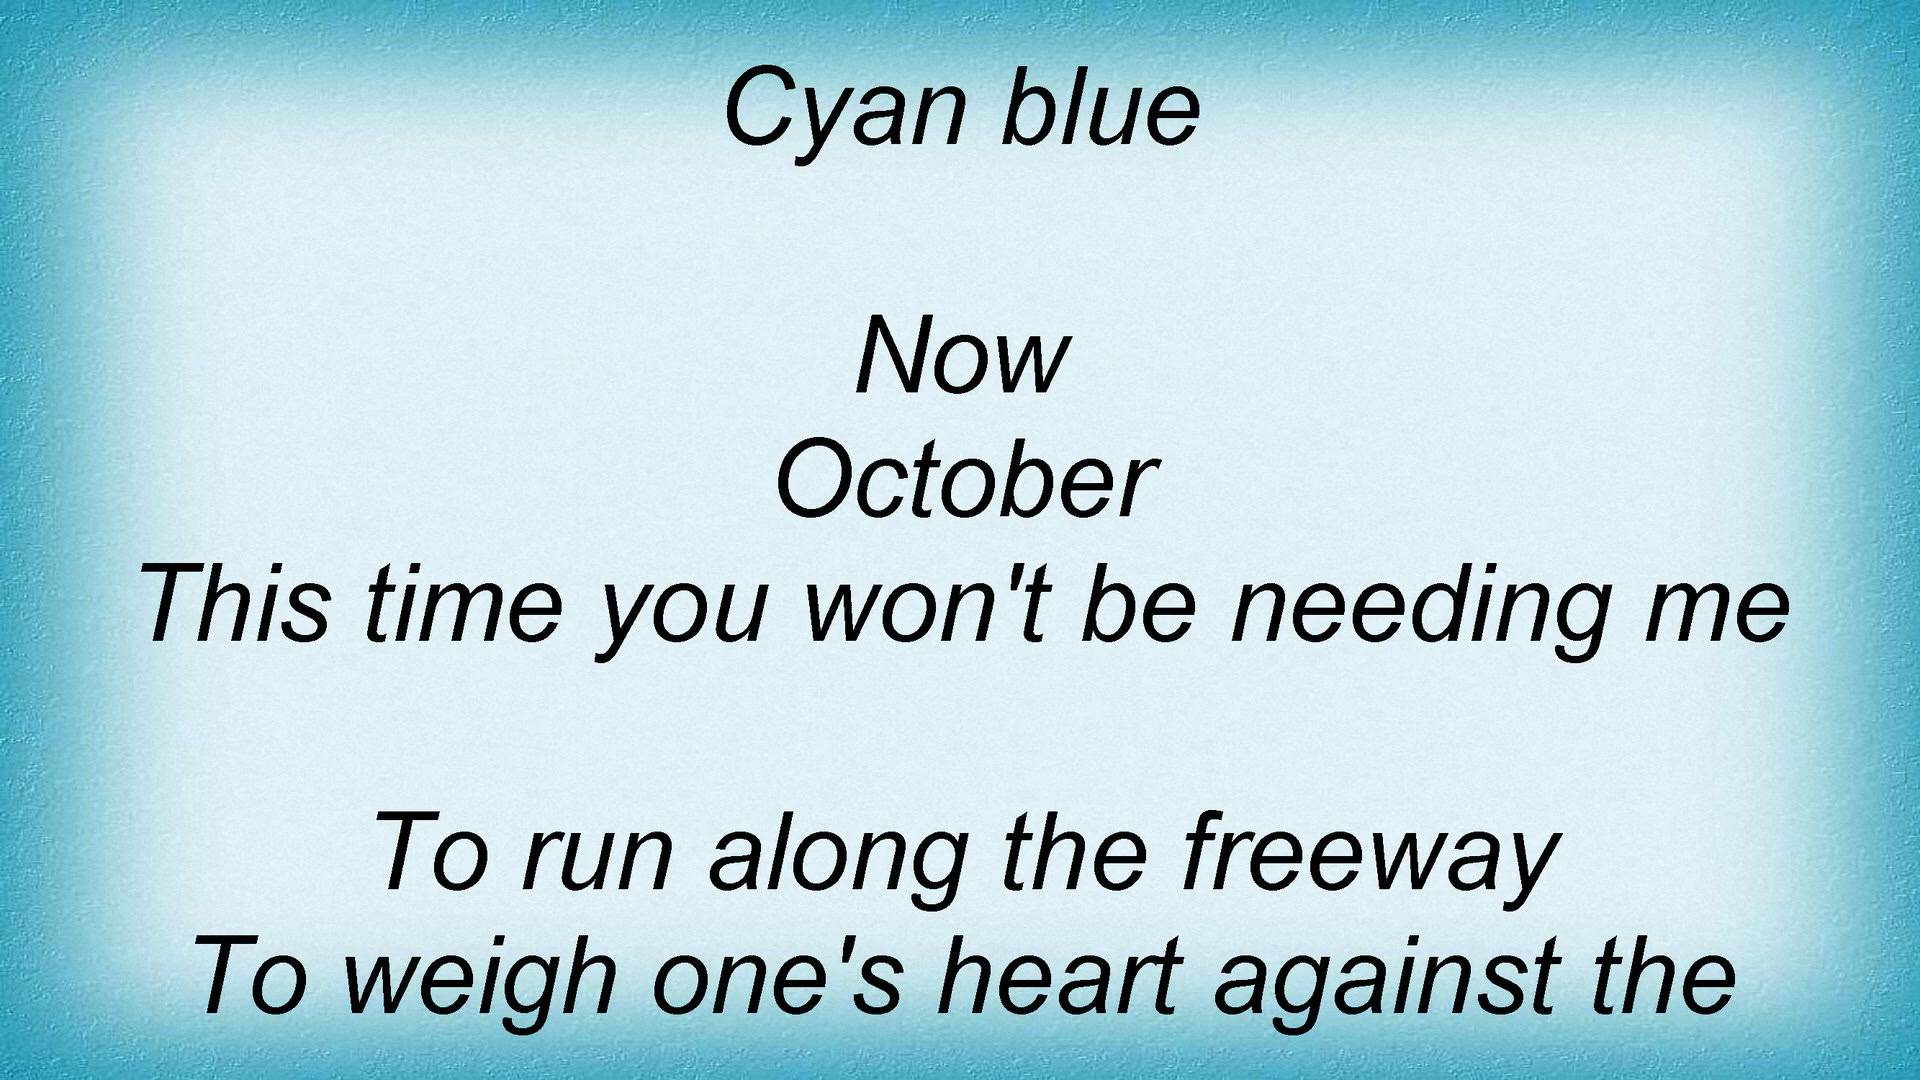 Cyan blue
Now
October
This time you won't be needing me
To run along the freeway
To weigh one's heart against the